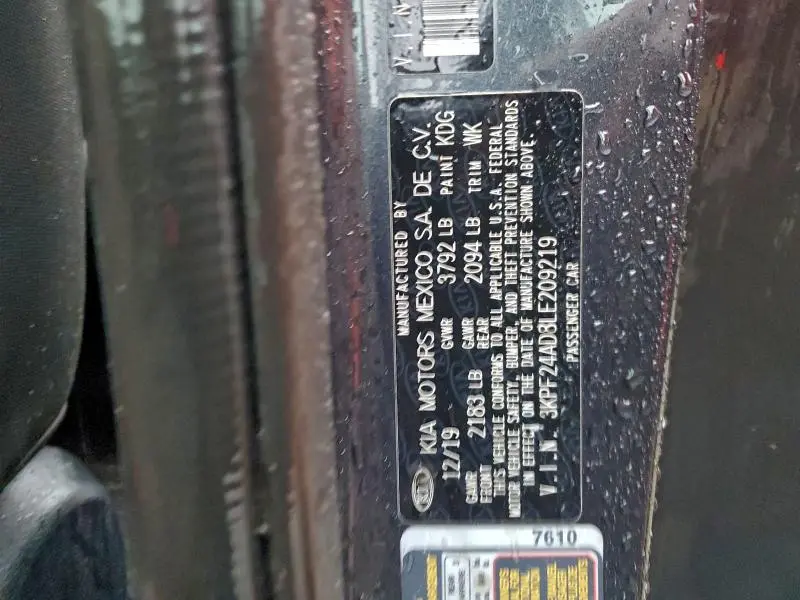 V.I.N
MANUFACTURED BY
KIA KIA MOTORS MEXICO S.A. DE C.V.
12/19 GVWR 3792 LB PAINT KDG
GAWR FRONT 2183 LB GAWR REAR 2094 LB TRIM WK
THIS VEHICLE CONFORMS TO ALL APPLICABLE U.S.A. FEDERAL
MOTOR VEHICLE SAFETY, BUMPER, AND THEFT PREVENTION STANDARDS
IN EFFECT ON THE DATE OF MANUFACTURE SHOWN ABOVE.
V.I.N. 3KPF24AD8LE209219
PASSENGER CAR
7610